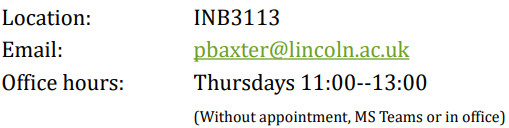 Location: INB3113
Email: pbaxter@lincoln.ac.uk
Office hours: Thursdays 11:00--13:00
(Without appointment, MS Teams or in office)